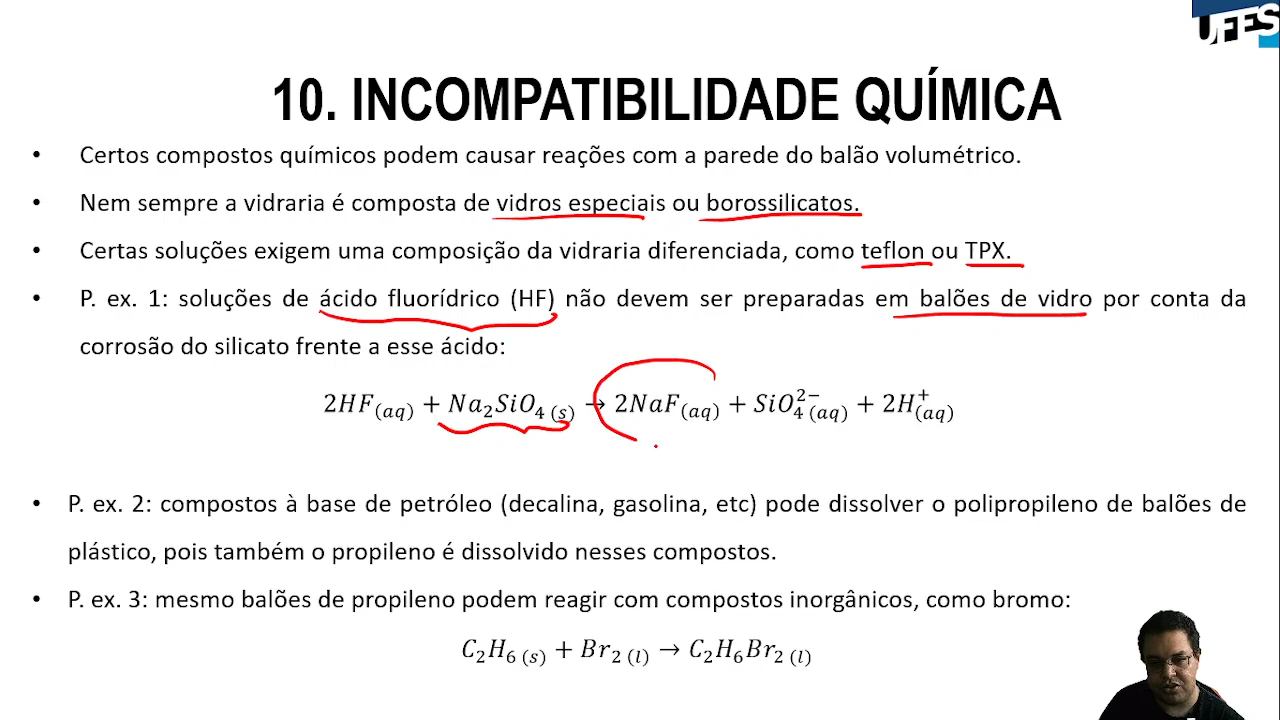 UFES
10. INCOMPATIBILIDADE QUÍMICA
• Certos compostos químicos podem causar reações com a parede do balão volumétrico.
• Nem sempre a vidraria é composta de vidros especiais ou borossilicatos.
• Certas soluções exigem uma composição da vidraria diferenciada, como teflon ou TPX.
• P. ex. 1: soluções de ácido fluorídrico (HF) não devem ser preparadas em balões de vidro por conta da
corrosão do silicato frente a esse ácido:
2HF(aq) + Na₂SiO₄ (s) → 2NaF(aq) + SiO₄²⁻(aq) + 2H⁺(aq)
• P. ex. 2: compostos à base de petróleo (decalina, gasolina, etc) pode dissolver o polipropileno de balões de
plástico, pois também o propileno é dissolvido nesses compostos.
• P. ex. 3: mesmo balões de propileno podem reagir com compostos inorgânicos, como bromo:
C₂H₆ (s) + Br₂ (l) → C₂H₆Br₂ (l)